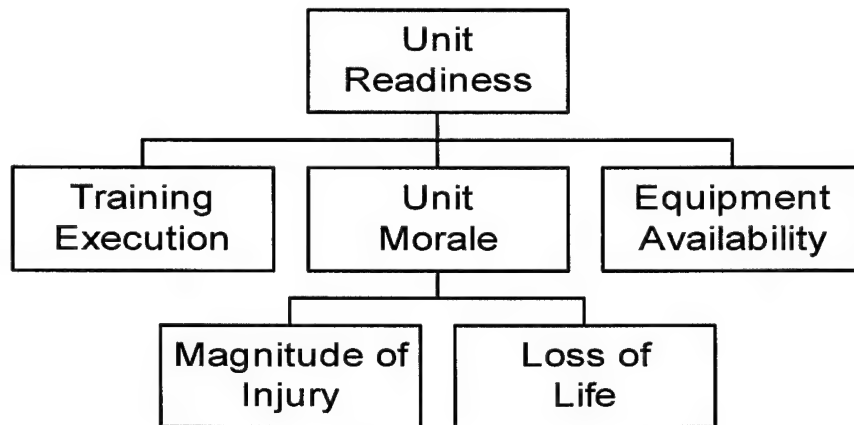 Unit
Readiness
Training
Execution
Unit
Morale
Equipment
Availability
Magnitude of
Injury
Loss of
Life